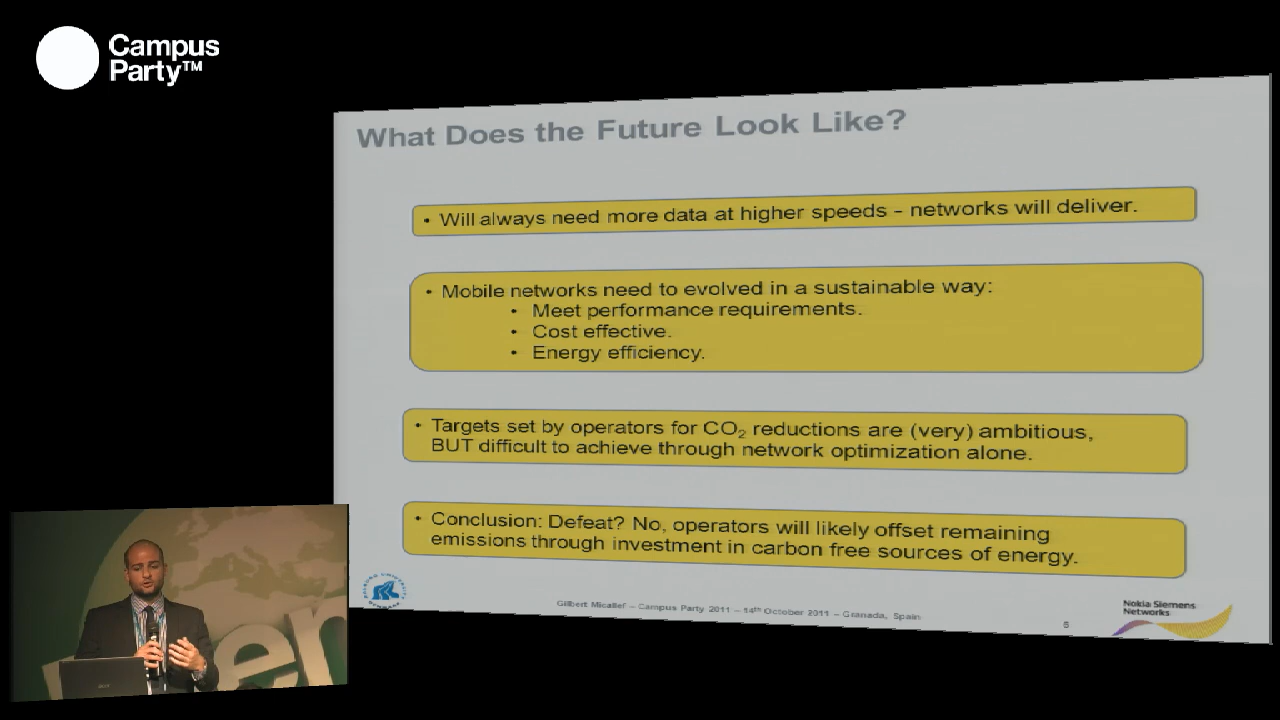 Campus
Party™
What Does the Future Look Like?
• Will always need more data at higher speeds - networks will deliver.
• Mobile networks need to evolved in a sustainable way:
• Meet performance requirements.
• Cost effective.
• Energy efficiency.
• Targets set by operators for CO₂ reductions are (very) ambitious,
BUT difficult to achieve through network optimization alone.
• Conclusion: Defeat? No, operators will likely offset remaining
emissions through investment in carbon free sources of energy.
Gilbert Micallef – Campus Party 2011 – 14th October 2011 – Granada, Spain
Nokia Siemens
Networks